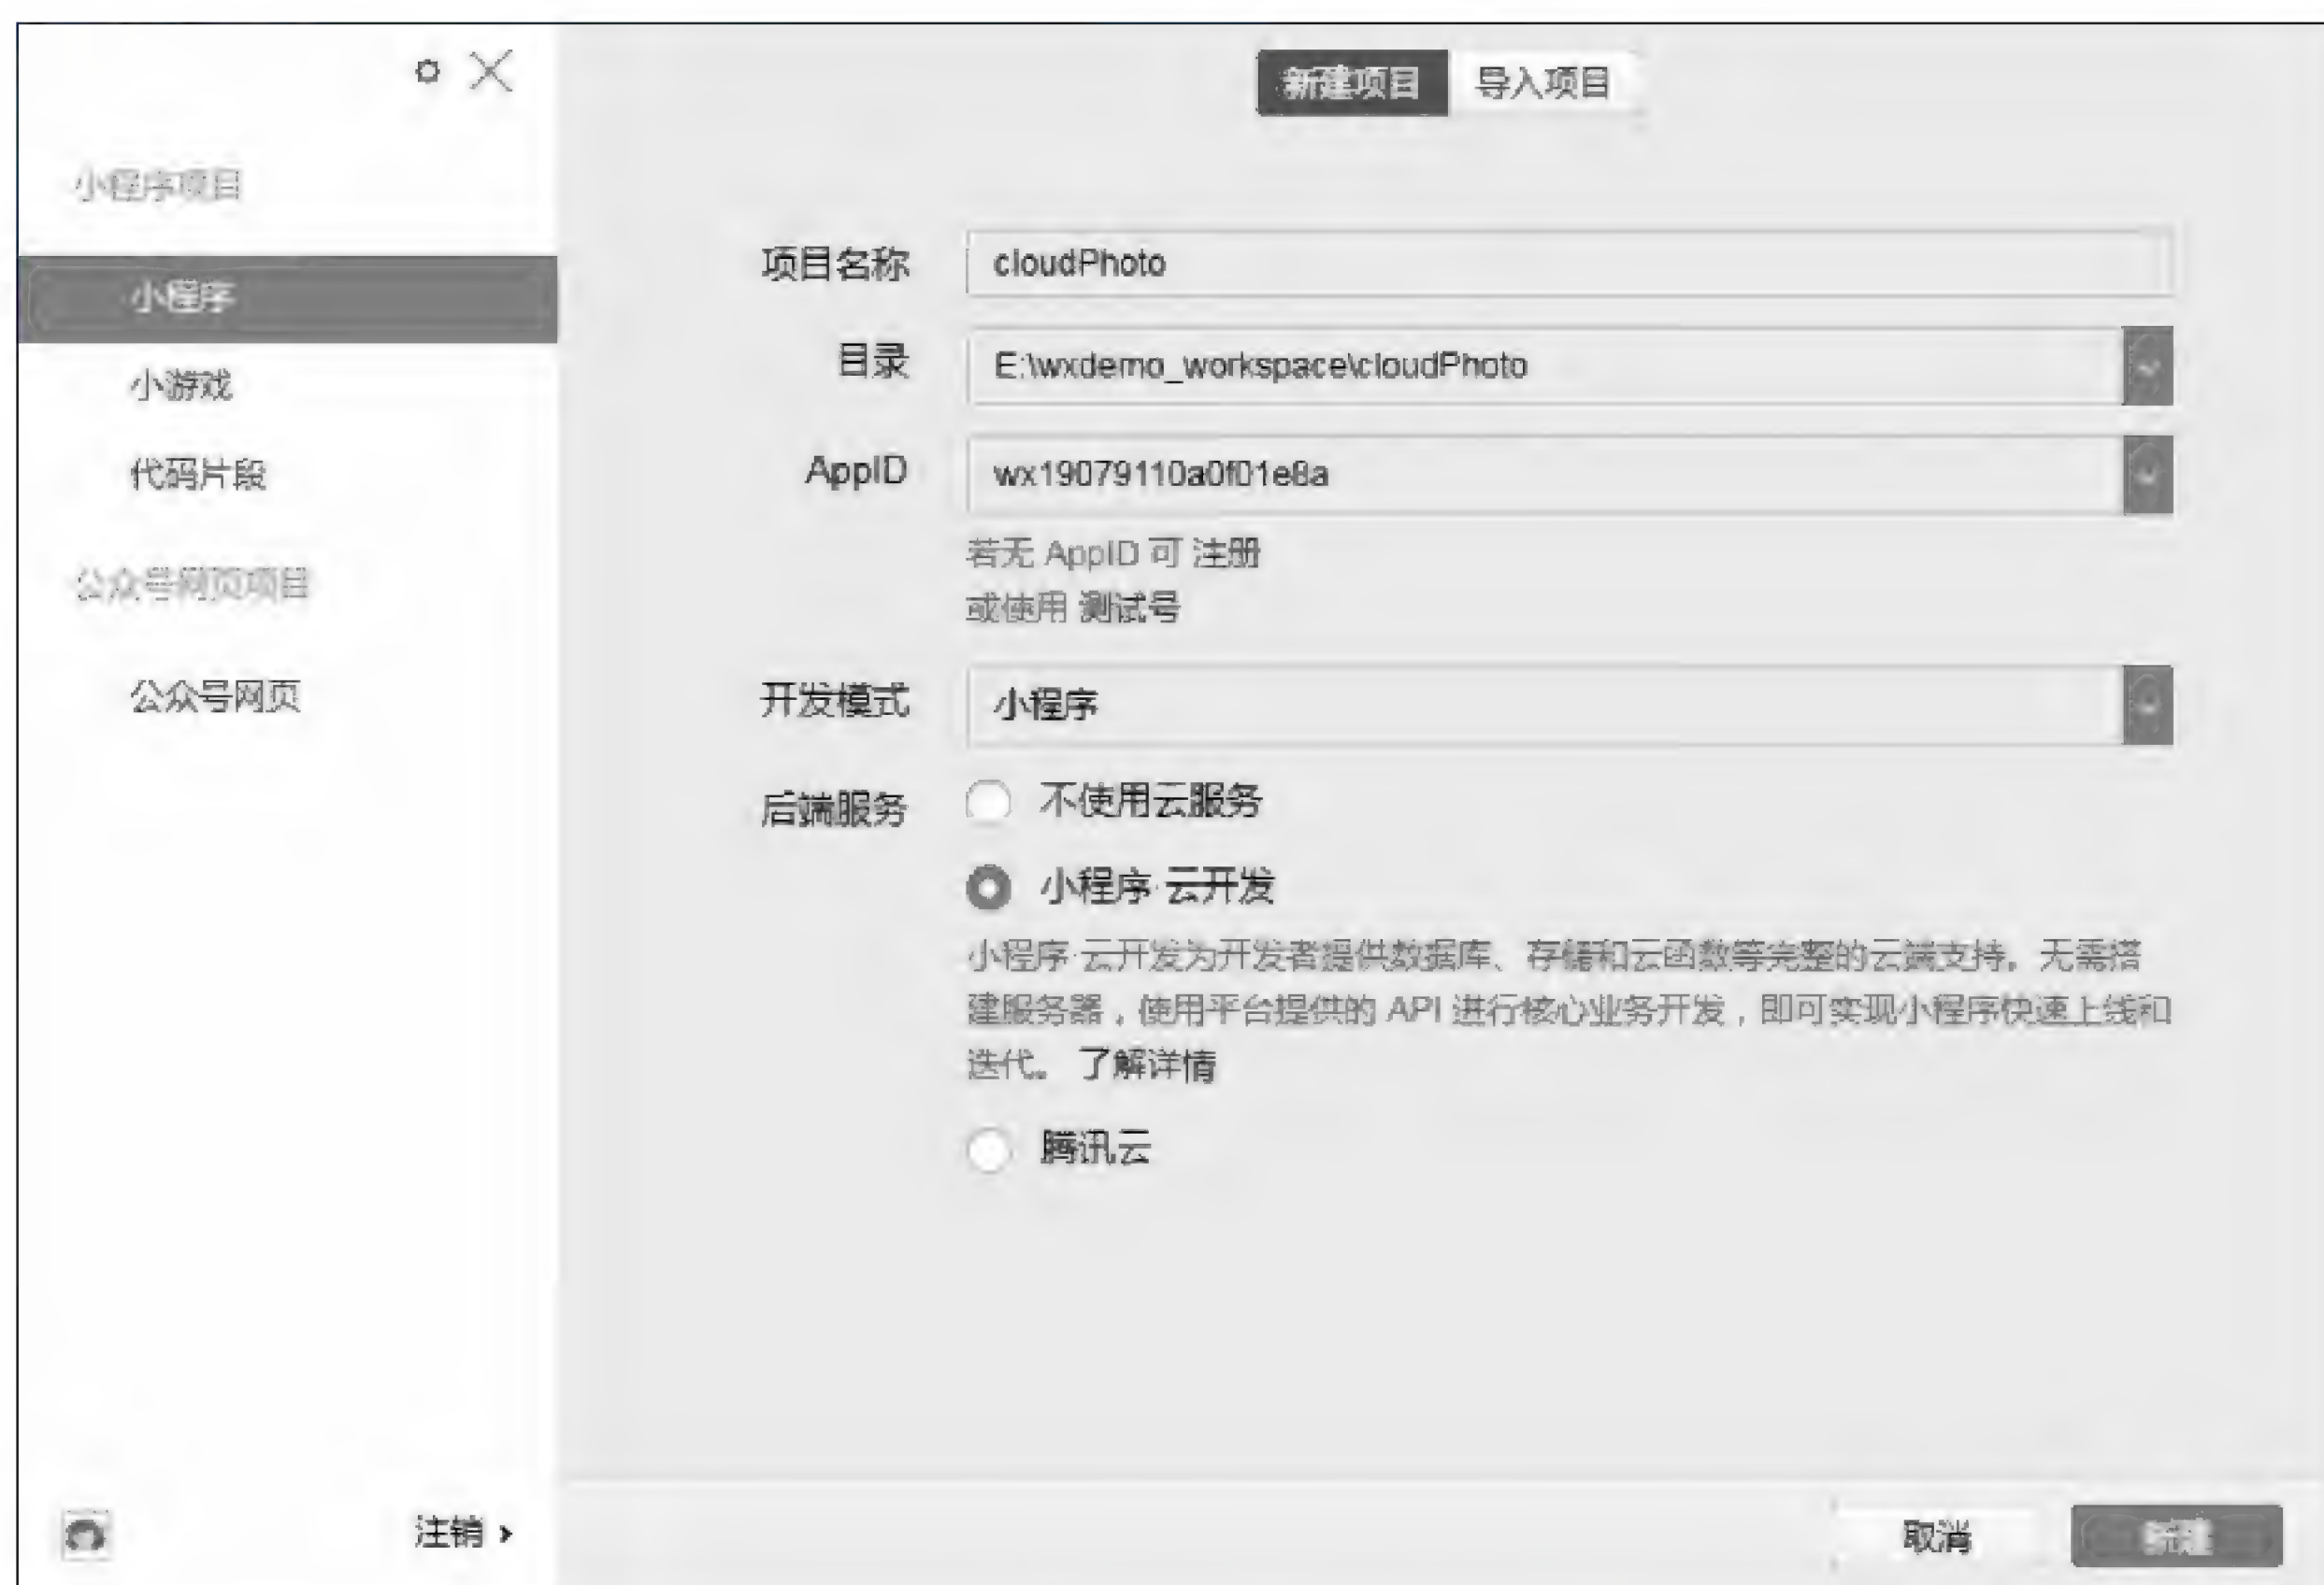 新建项目 导入项目
小程序项目
小程序
小游戏
代码片段
公众号网页项目
公众号网页
注销
项目名称 cloudPhoto
目录 E:\wxdemo_workspace\cloudPhoto
AppID wx19079110a0f01e8a
若无 AppID 可 注册
或使用 测试号
开发模式 小程序
后端服务 不使用云服务
小程序·云开发
小程序·云开发为开发者提供数据库、存储和云函数等完整的云端支持。无需搭
建服务器，使用平台提供的 API 进行核心业务开发，即可实现小程序快速上线和
迭代。 了解详情
腾讯云
取消 新建